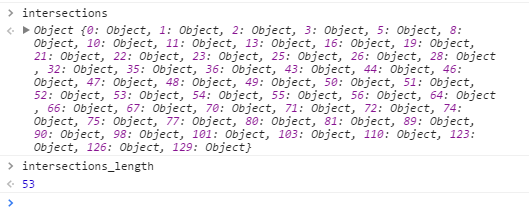 > intersections
Object {0: Object, 1: Object, 2: Object, 3: Object, 5: Object, 8:
Object, 10: Object, 11: Object, 13: Object, 16: Object, 19:
Object, 21: Object, 22: Object, 23: Object, 25: Object, 26: Object, 28: Object
, 32: Object, 35: Object, 36: Object, 43: Object, 44: Object, 46:
Object, 47: Object, 48: Object, 49: Object, 50: Object, 51:
Object, 52: Object, 53: Object, 54: Object, 55: Object, 56: Object, 64: Object
, 66: Object, 67: Object, 70: Object, 71: Object, 72: Object, 74:
Object, 75: Object, 77: Object, 80: Object, 81: Object, 89:
Object, 90: Object, 98: Object, 101: Object, 103: Object, 110: Object, 123:
Object, 126: Object, 129: Object}
> intersections_length
53
>